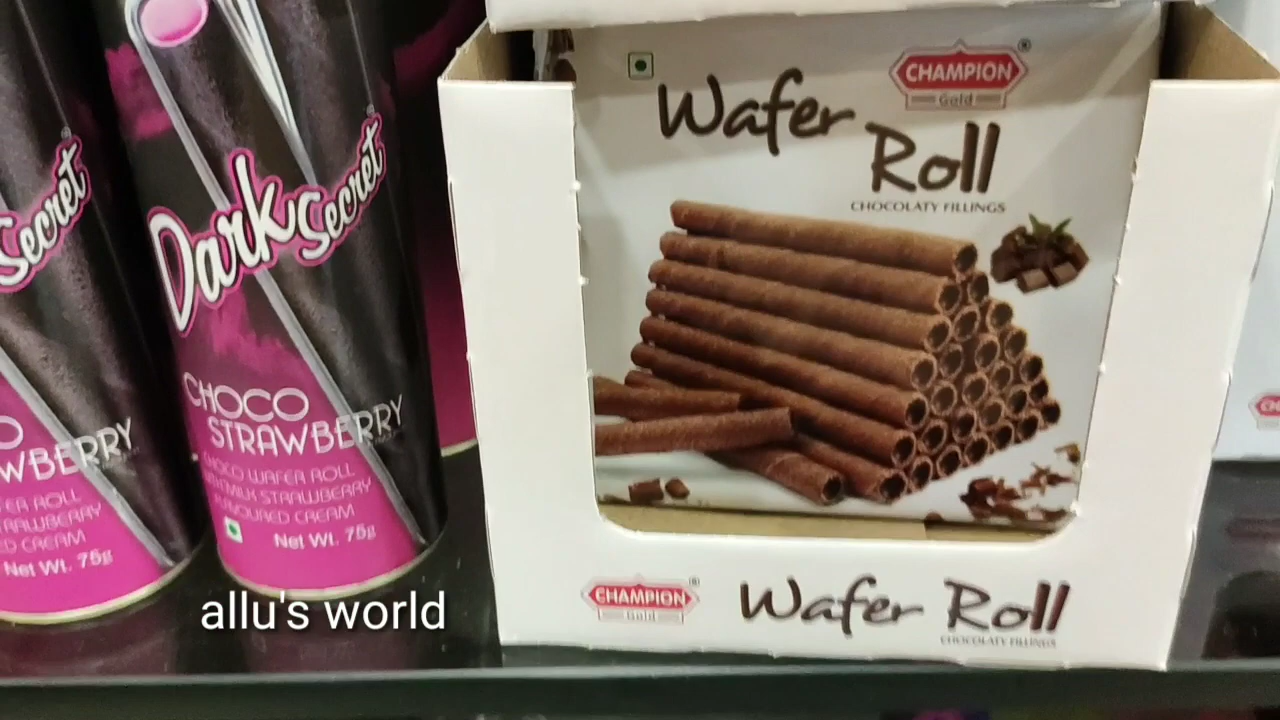 Secret
WBERRY
ER ROLL
RAWBERRY
ED CREAM
Net Wt. 75g
Dark Secret
CHOCO
STRAWBERRY
CHOCO WAFER ROLL
WITH MILK STRAWBERRY
FLAVOURED CREAM
Net Wt. 75g
CHAMPION
Gold
Wafer
Roll
CHOCOLATY FILLINGS
CHAMPION
Gold
Wafer Roll
CHOCOLATY FILLINGS
allu's world